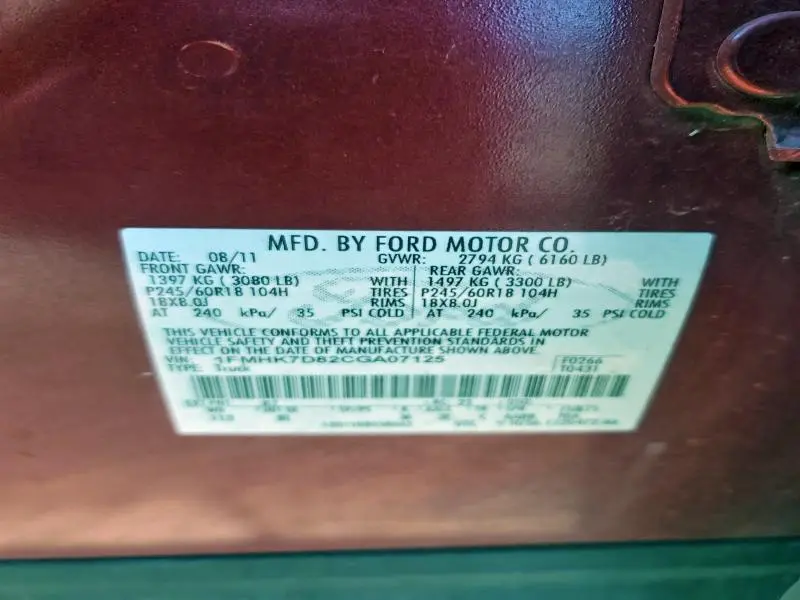 MFD. BY FORD MOTOR CO.
DATE: 08/11 GVWR: 2794 KG ( 6160 LB)
FRONT GAWR: REAR GAWR:
1397 KG ( 3080 LB) WITH 1497 KG ( 3300 LB) WITH
P245/60R18 104H TIRES P245/60R18 104H TIRES
18X8.0J RIMS 18X8.0J RIMS
AT 240 kPa/ 35 PSI COLD AT 240 kPa/ 35 PSI COLD
THIS VEHICLE CONFORMS TO ALL APPLICABLE FEDERAL MOTOR
VEHICLE SAFETY AND THEFT PREVENTION STANDARDS IN
EFFECT ON THE DATE OF MANUFACTURE SHOWN ABOVE.
VIN: 1FMHK7D82CGA07125 F0266
TYPE: Truck T0431